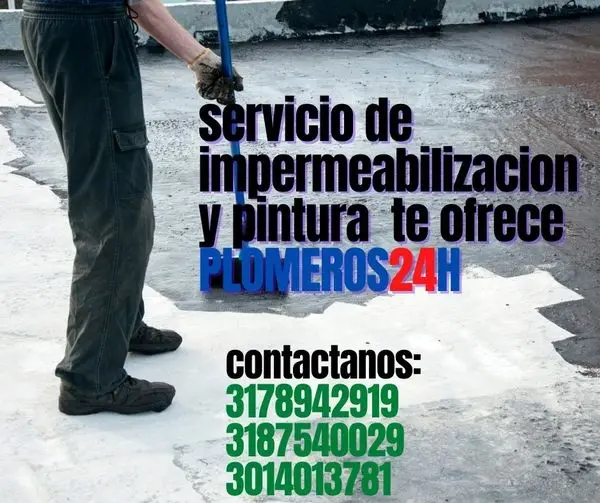 servicio de
impermeabilizacion
y pintura te ofrece
PLOMEROS24H
contactanos:
3178942919
3187540029
3014013781